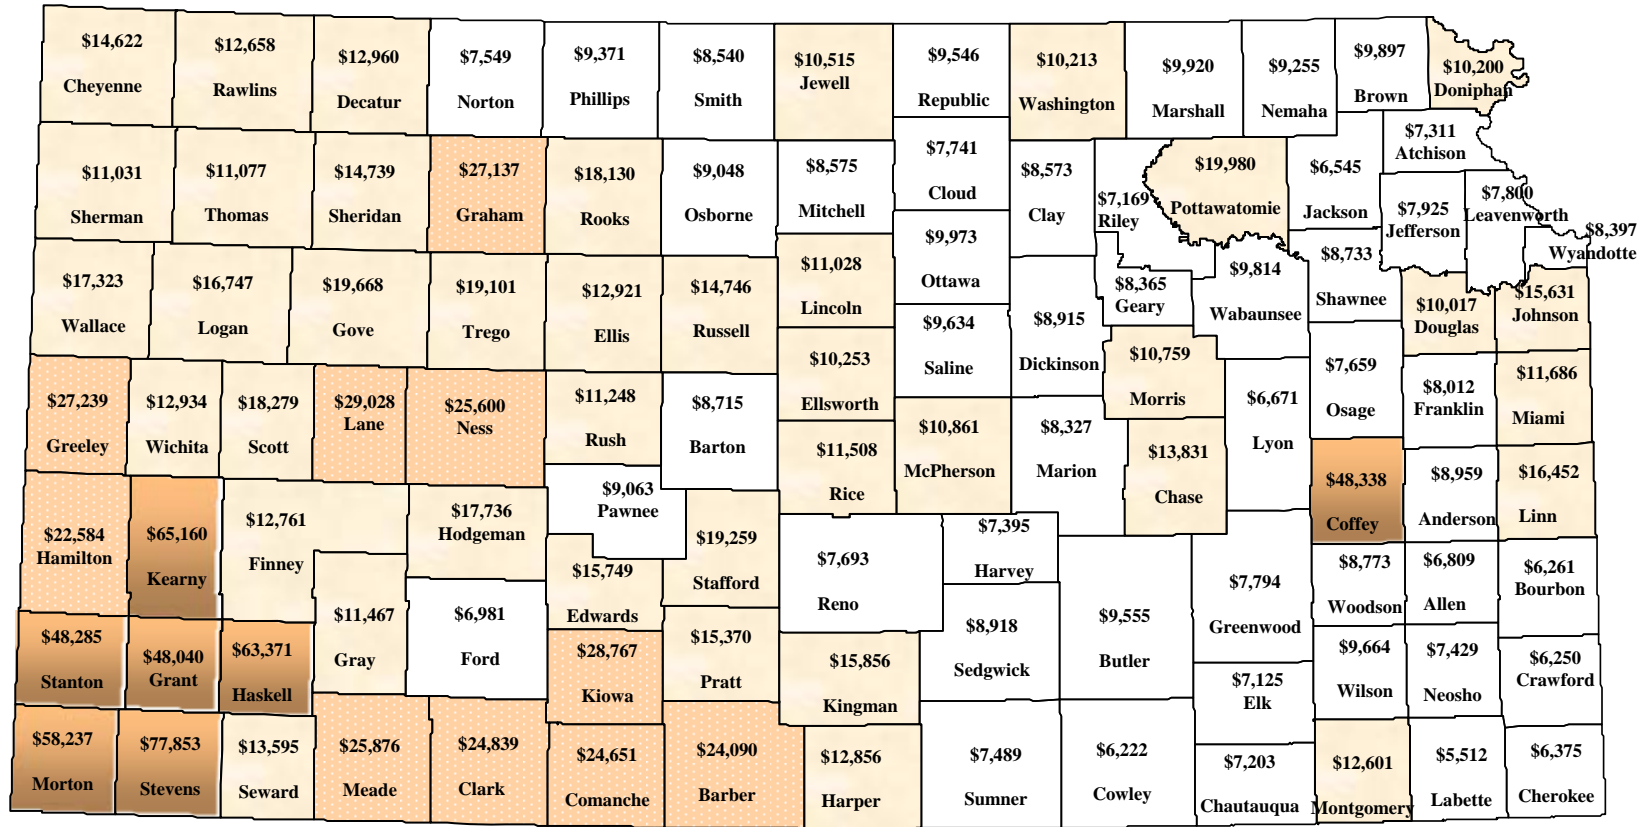 $14,622
Cheyenne
$12,658
Rawlins
$12,960
Decatur
$7,549
Norton
$9,371
Phillips
$8,540
Smith
$10,515
Jewell
$9,546
Republic
$10,213
Washington
$9,920
Marshall
$9,255
Nemaha
$9,897
Brown
$10,200
Doniphan
$11,031
Sherman
$11,077
Thomas
$14,739
Sheridan
$27,137
Graham
$18,130
Rooks
$9,048
Osborne
$8,575
Mitchell
$7,741
Cloud
$8,573
Clay
$7,169
Riley
$19,980
Pottawatomie
$6,545
Jackson
$7,311
Atchison
$7,925
Jefferson
$7,800
Leavenworth
$8,397
Wyandotte
$17,323
Wallace
$16,747
Logan
$19,668
Gove
$19,101
Trego
$12,921
Ellis
$14,746
Russell
$11,028
Lincoln
$9,973
Ottawa
$8,915
Dickinson
$8,365
Geary
$9,814
Wabaunsee
$8,733
Shawnee
$10,017
Douglas
$15,631
Johnson
$27,239
Greeley
$12,934
Wichita
$18,279
Scott
$29,028
Lane
$25,600
Ness
$11,248
Rush
$8,715
Barton
$10,253
Ellsworth
$9,634
Saline
$10,759
Morris
$6,671
Lyon
$7,659
Osage
$8,012
Franklin
$11,686
Miami
$11,508
Rice
$10,861
McPherson
$8,327
Marion
$13,831
Chase
$48,338
Coffey
$8,959
Anderson
$16,452
Linn
$22,584
Hamilton
$65,160
Kearny
$12,761
Finney
$17,736
Hodgeman
$9,063
Pawnee
$19,259
Stafford
$7,693
Reno
$7,395
Harvey
$9,555
Butler
$7,794
Greenwood
$8,773
Woodson
$6,809
Allen
$6,261
Bourbon
$48,285
Stanton
$48,040
Grant
$63,371
Haskell
$11,467
Gray
$6,981
Ford
$15,749
Edwards
$28,767
Kiowa
$15,370
Pratt
$15,856
Kingman
$8,918
Sedgwick
$7,125
Elk
$9,664
Wilson
$7,429
Neosho
$6,250
Crawford
$58,237
Morton
$77,853
Stevens
$13,595
Seward
$25,876
Meade
$24,839
Clark
$24,651
Comanche
$24,090
Barber
$12,856
Harper
$7,489
Sumner
$6,222
Cowley
$7,203
Chautauqua
$12,601
Montgomery
$5,512
Labette
$6,375
Cherokee